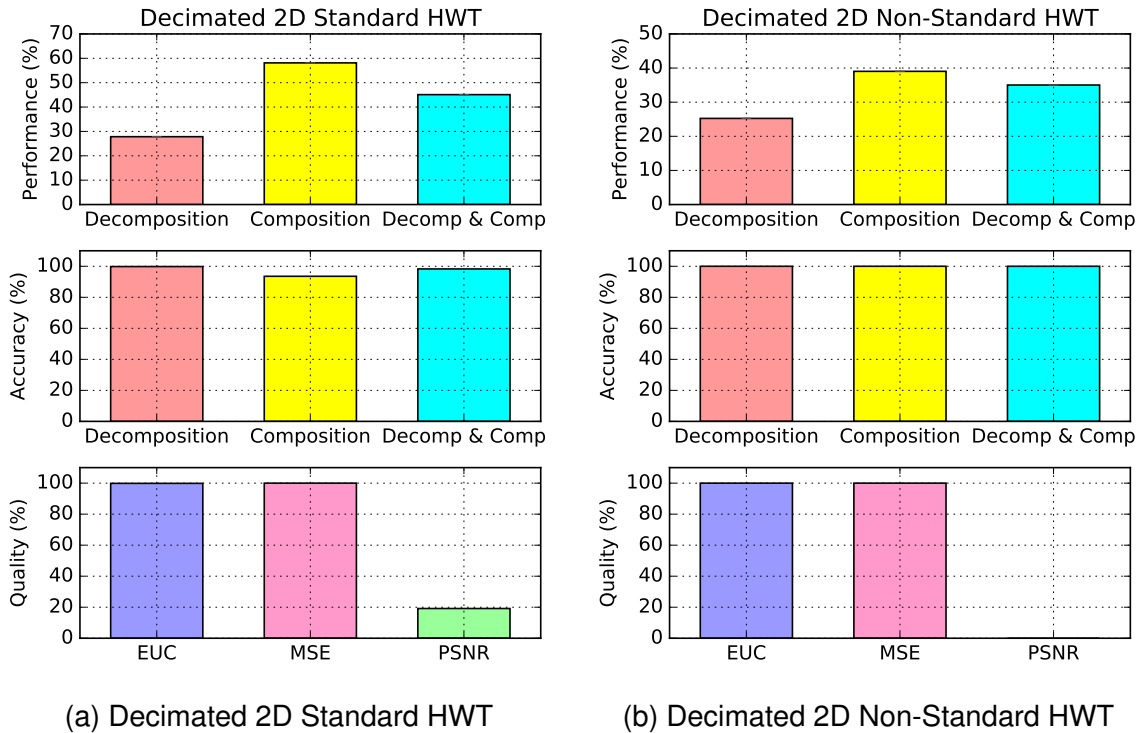 Decimated 2D Standard HWT
Performance (%)
70
60
50
40
30
20
10
0
Decomposition Composition Decomp & Comp
Accuracy (%)
100
80
60
40
20
0
Decomposition Composition Decomp & Comp
Quality (%)
100
80
60
40
20
0
EUC MSE PSNR
(a) Decimated 2D Standard HWT
Decimated 2D Non-Standard HWT
Performance (%)
50
40
30
20
10
0
Decomposition Composition Decomp & Comp
Accuracy (%)
100
80
60
40
20
0
Decomposition Composition Decomp & Comp
Quality (%)
100
80
60
40
20
0
EUC MSE PSNR
(b) Decimated 2D Non-Standard HWT